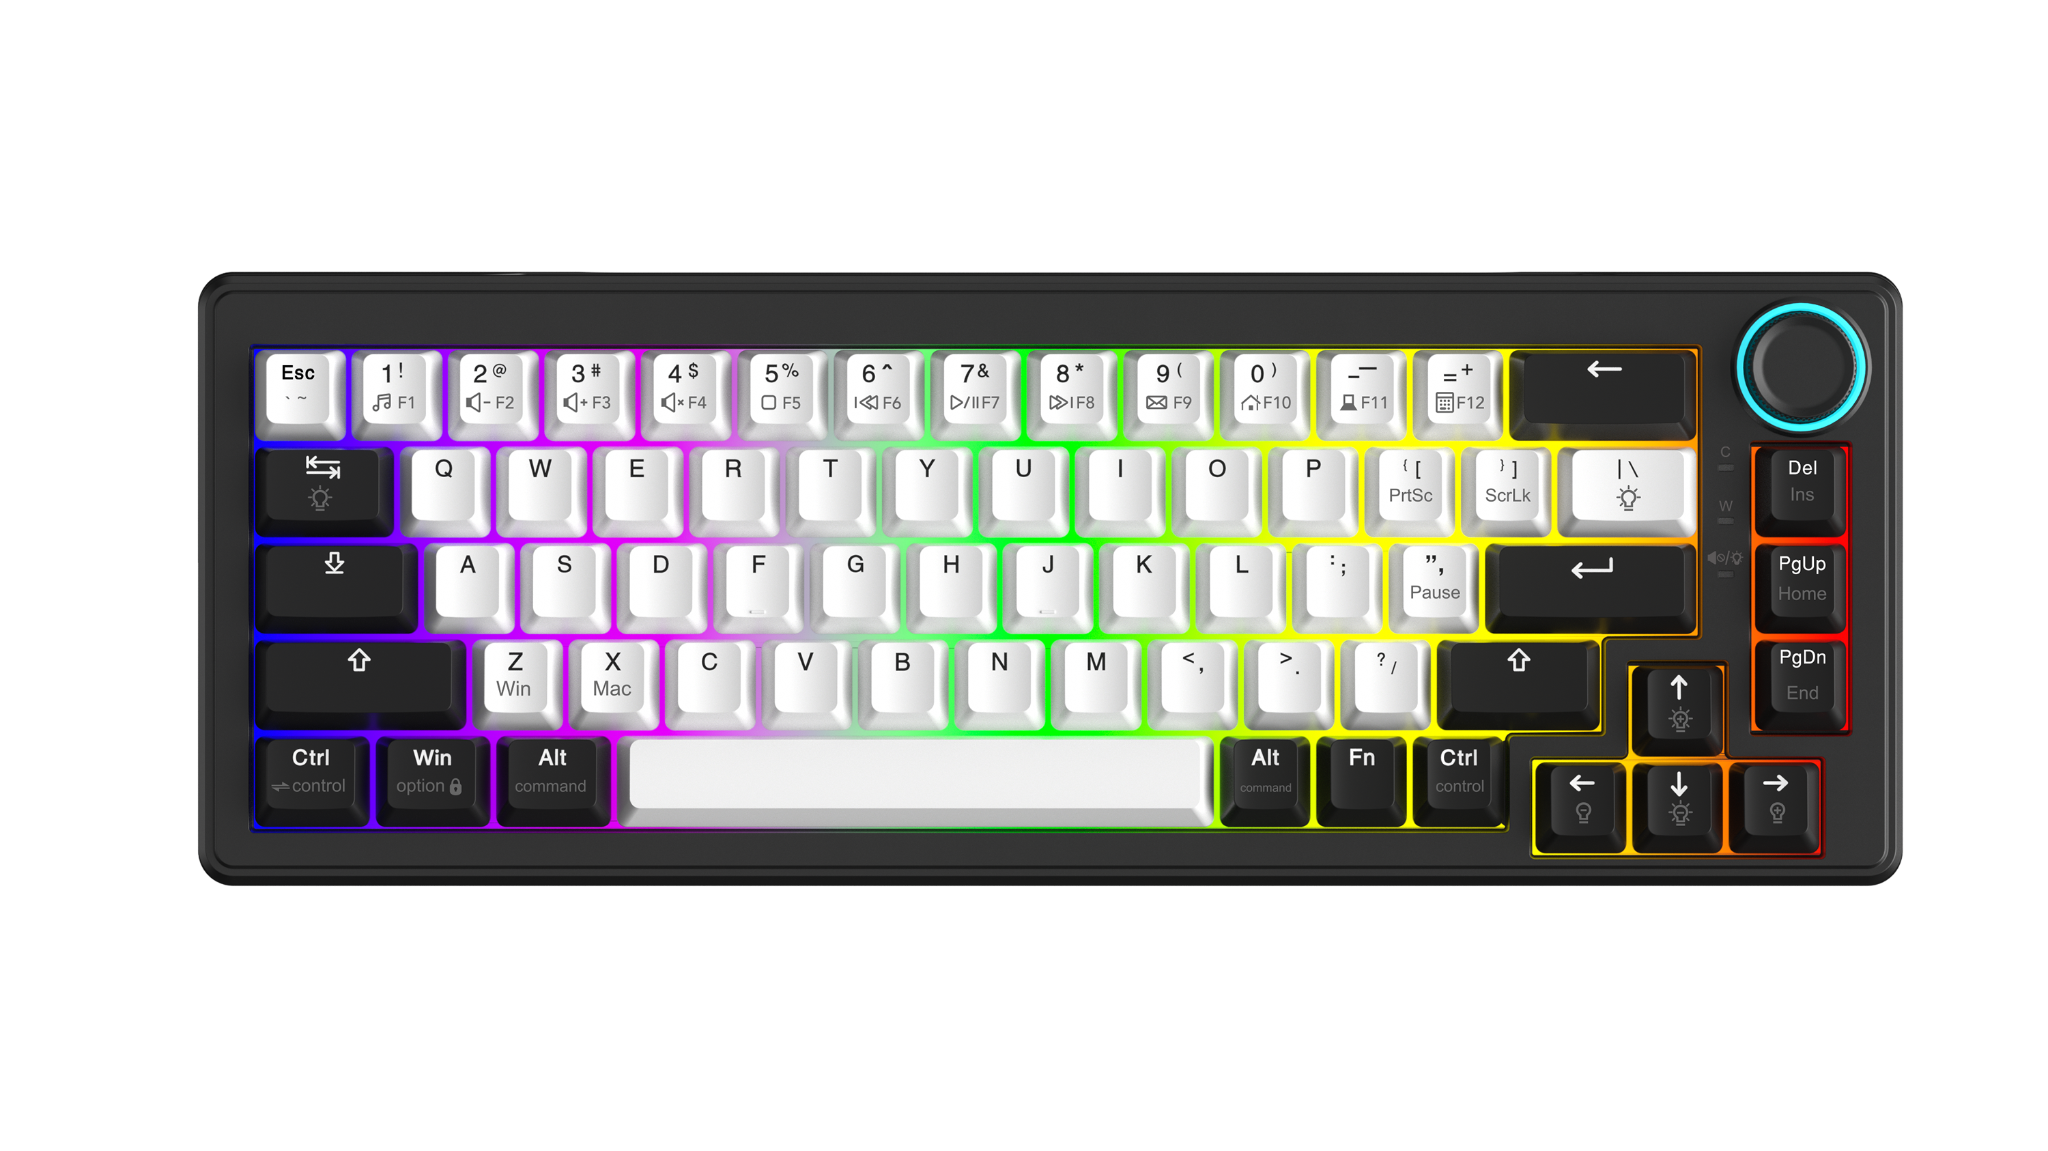 Esc 1! 2@ 3# 4$ 5% 6^ 7& 8* 9( 0) -— =+
` ~ F1 F2 F3 F4 F5 F6 F7 F8 F9 F10 F11 F12
C
Q W E R T Y U I O P {[ }] |\ Del
PrtSc ScrLk Ins
W
A S D F G H J K L :; ”, PgUp
Pause Home
Z X C V B N M <, >. ?/ PgDn
Win Mac End
Ctrl Win Alt Alt Fn Ctrl
control option command command control